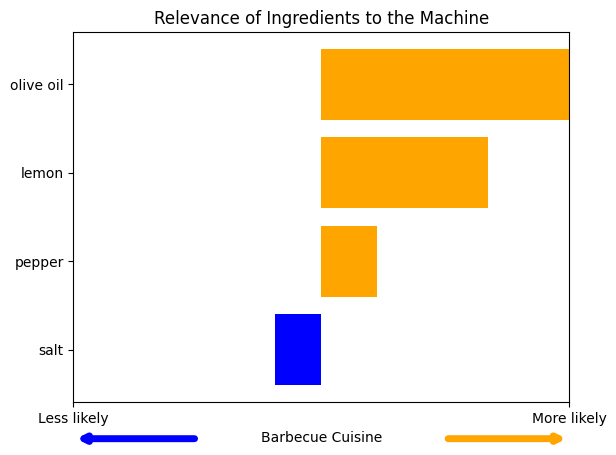 Relevance of Ingredients to the Machine
olive oil
lemon
pepper
salt
Less likely
More likely
Barbecue Cuisine